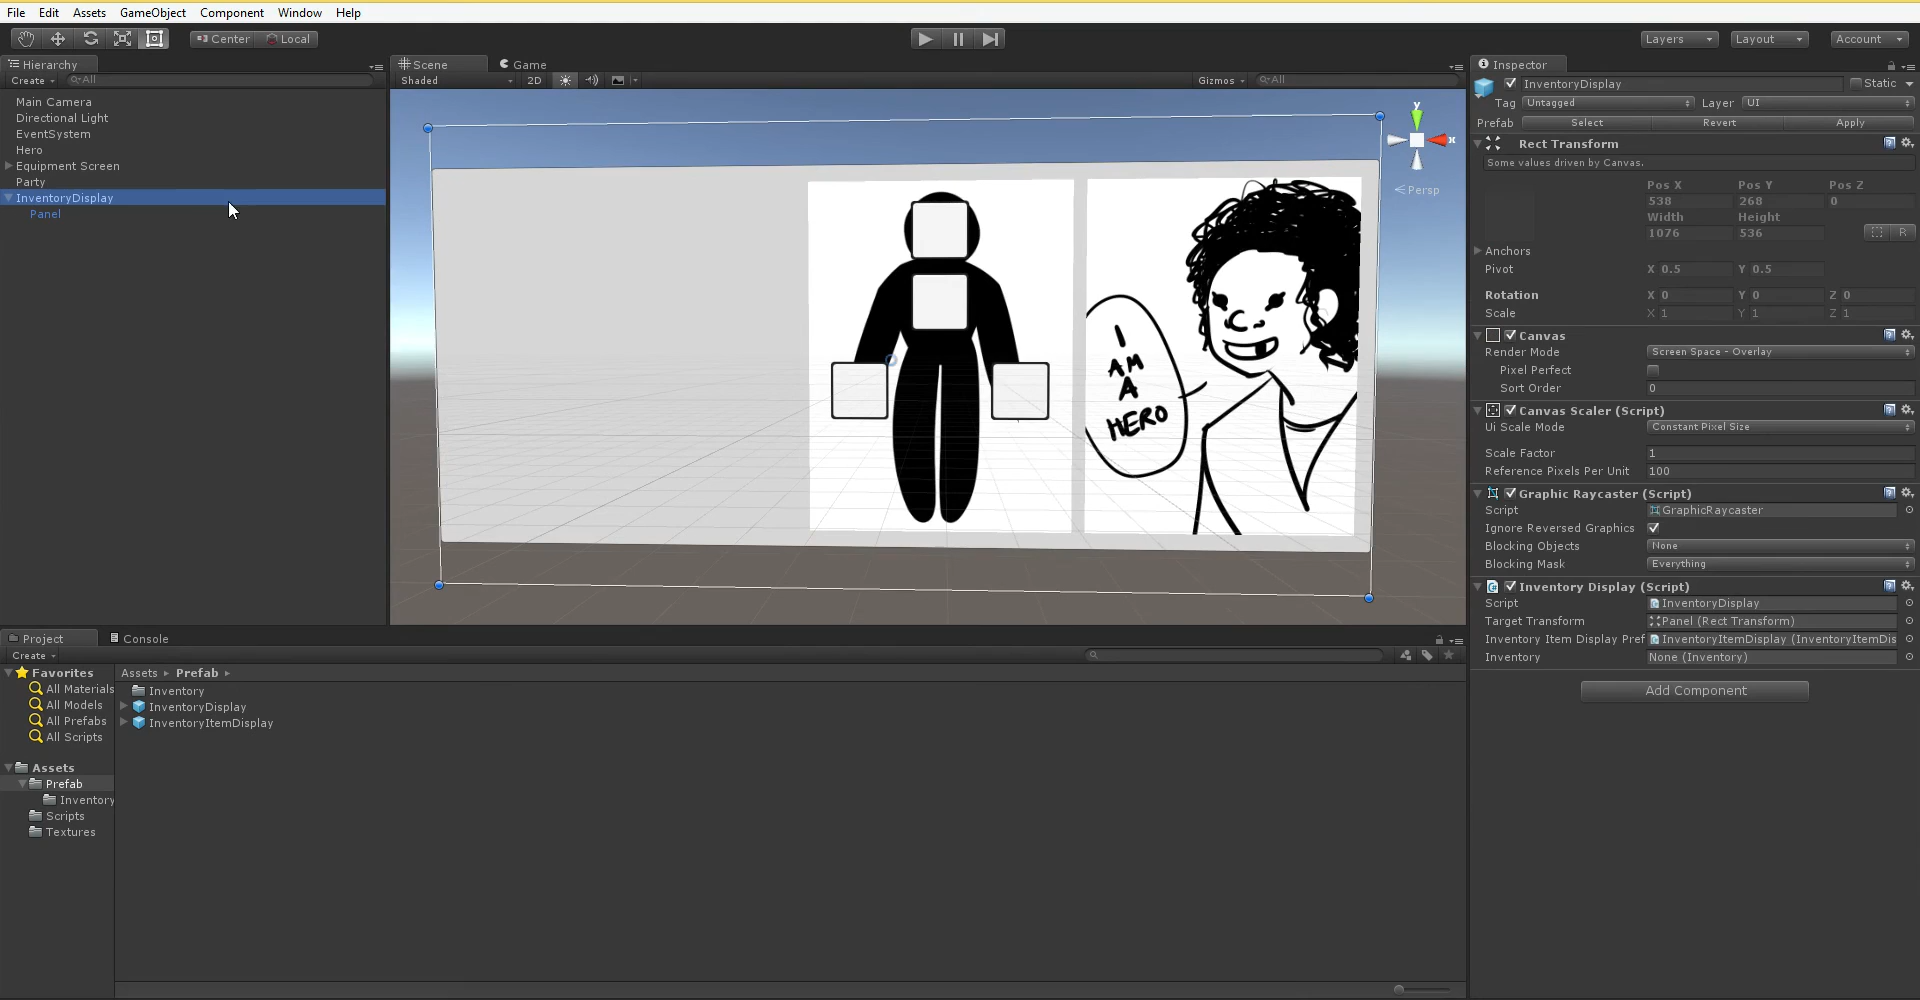 File Edit Assets GameObject Component Window Help
Center Local
Layers Layout Account
Hierarchy
Create All
Main Camera
Directional Light
EventSystem
Hero
Equipment Screen
Party
InventoryDisplay
Panel
Scene Game
Shaded 2D Gizmos All
y
x
Persp
I
AM
A
HERO
Inspector
InventoryDisplay Static
Tag Untagged Layer UI
Prefab Select Revert Apply
Rect Transform
Some values driven by Canvas.
Pos X Pos Y Pos Z
538 268 0
Width Height
1076 536 R
Anchors
Pivot X 0.5 Y 0.5
Rotation X 0 Y 0 Z 0
Scale X 1 Y 1 Z 1
Canvas
Render Mode Screen Space - Overlay
Pixel Perfect
Sort Order 0
Canvas Scaler (Script)
Ui Scale Mode Constant Pixel Size
Scale Factor 1
Reference Pixels Per Unit 100
Graphic Raycaster (Script)
Script GraphicRaycaster
Ignore Reversed Graphics
Blocking Objects None
Blocking Mask Everything
Inventory Display (Script)
Script InventoryDisplay
Target Transform Panel (Rect Transform)
Inventory Item Display Pref InventoryItemDisplay (InventoryItemDis
Inventory None (Inventory)
Add Component
Project Console
Create
Favorites
All Materials
All Models
All Prefabs
All Scripts
Assets
Prefab
Inventory
Scripts
Textures
Assets Prefab
Inventory
InventoryDisplay
InventoryItemDisplay